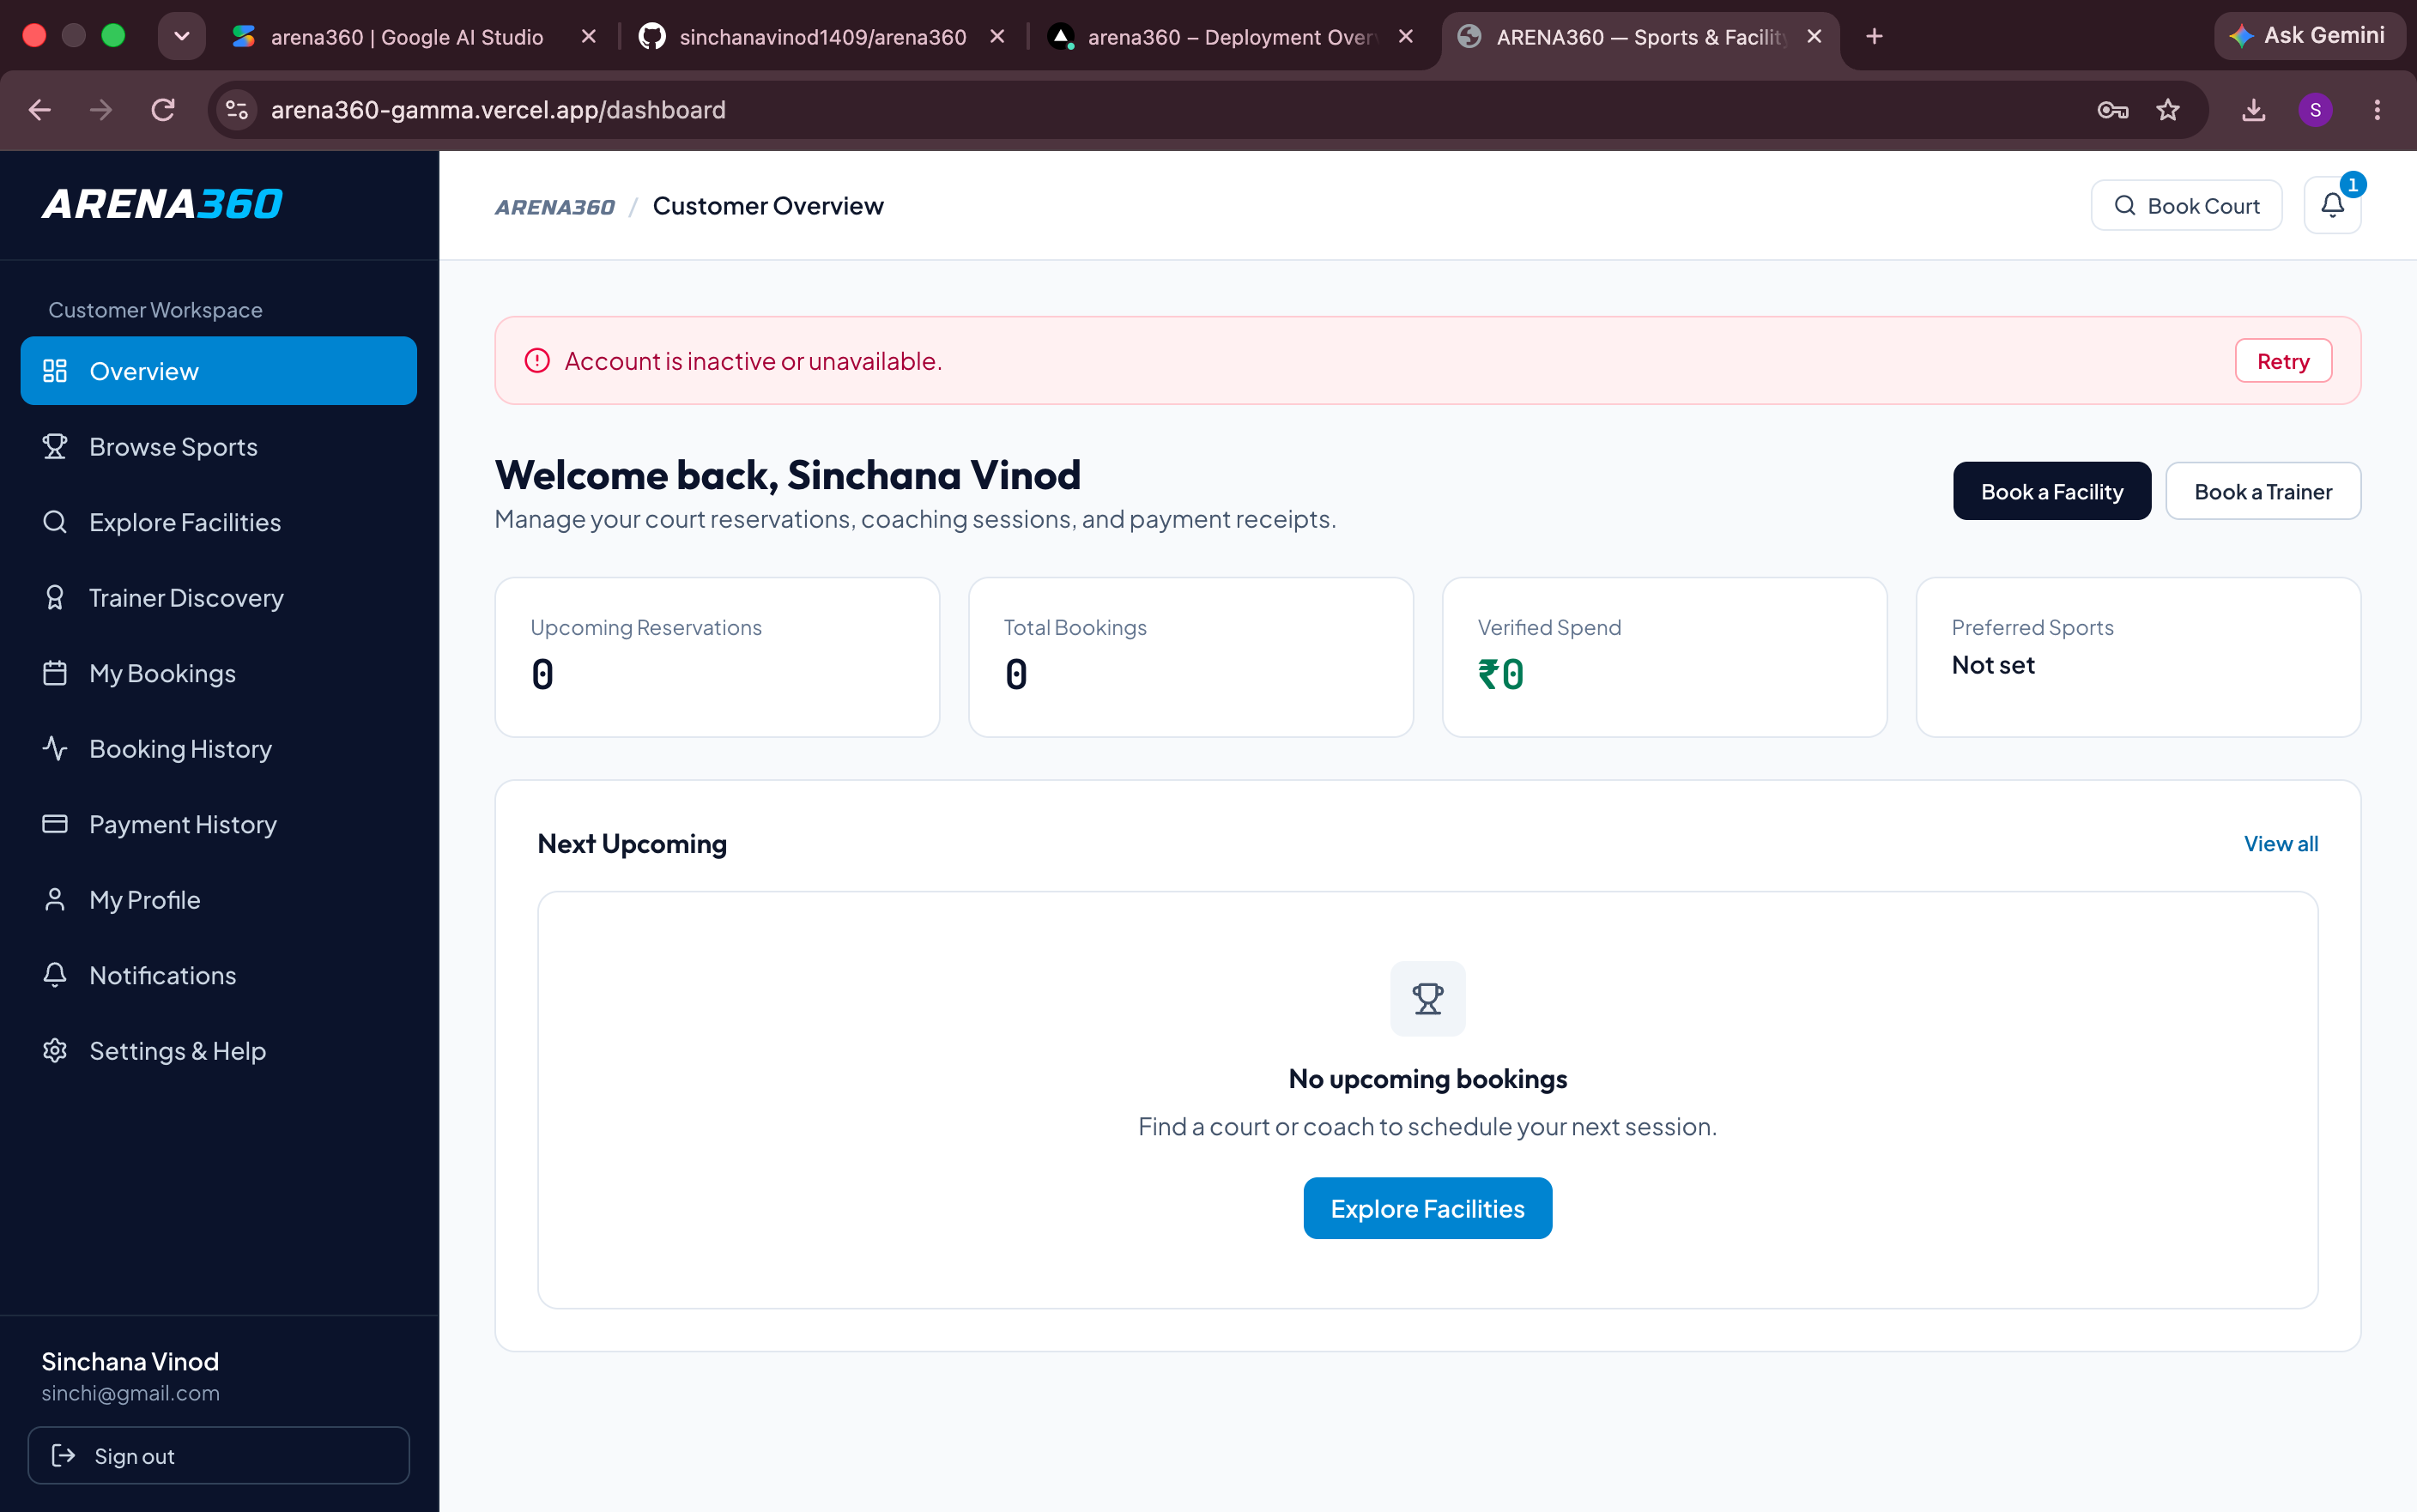 arena360 | Google AI Studio
sinchanavinod1409/arena360
arena360 – Deployment Over
ARENA360 — Sports & Facility
Ask Gemini
arena360-gamma.vercel.app/dashboard
S
ARENA360
ARENA360 / Customer Overview
Book Court
1
Customer Workspace
Overview
Browse Sports
Explore Facilities
Trainer Discovery
My Bookings
Booking History
Payment History
My Profile
Notifications
Settings & Help
Sinchana Vinod
sinchi@gmail.com
Sign out
Account is inactive or unavailable.
Retry
Welcome back, Sinchana Vinod
Manage your court reservations, coaching sessions, and payment receipts.
Book a Facility
Book a Trainer
Upcoming Reservations
0
Total Bookings
0
Verified Spend
₹0
Preferred Sports
Not set
Next Upcoming
View all
No upcoming bookings
Find a court or coach to schedule your next session.
Explore Facilities